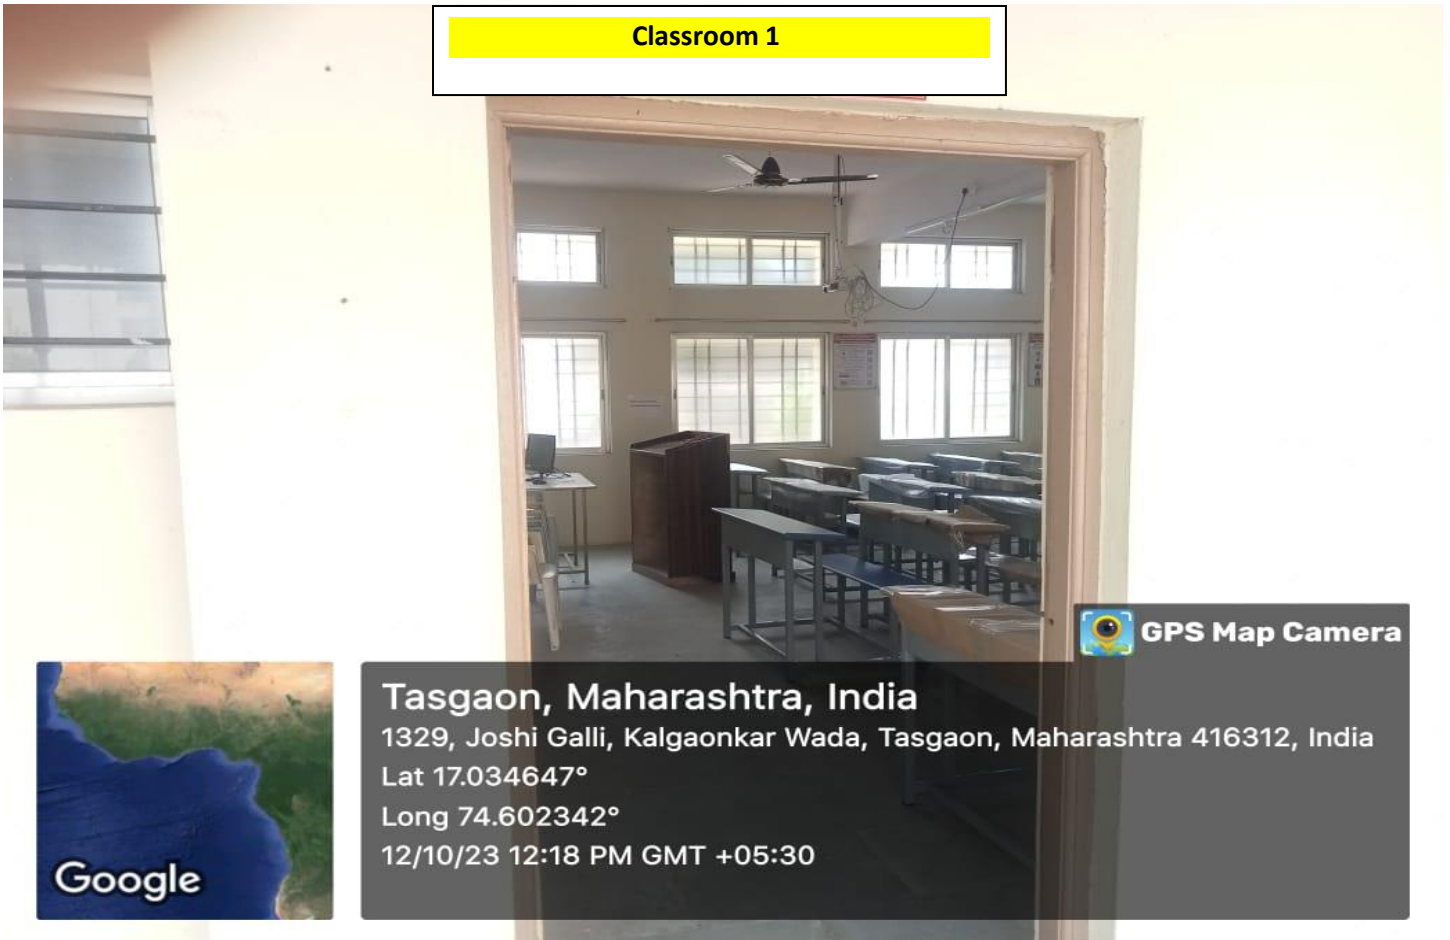 Classroom 1
GPS Map Camera
Tasgaon, Maharashtra, India
1329, Joshi Galli, Kalgaonkar Wada, Tasgaon, Maharashtra 416312, India
Lat 17.034647°
Long 74.602342°
12/10/23 12:18 PM GMT +05:30
Google